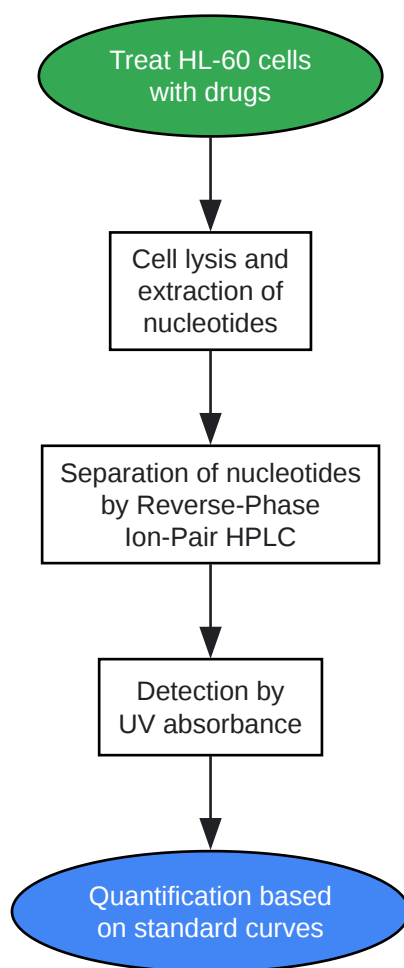 Treat HL-60 cells
with drugs
Cell lysis and
extraction of
nucleotides
Separation of nucleotides
by Reverse-Phase
Ion-Pair HPLC
Detection by
UV absorbance
Quantification based
on standard curves